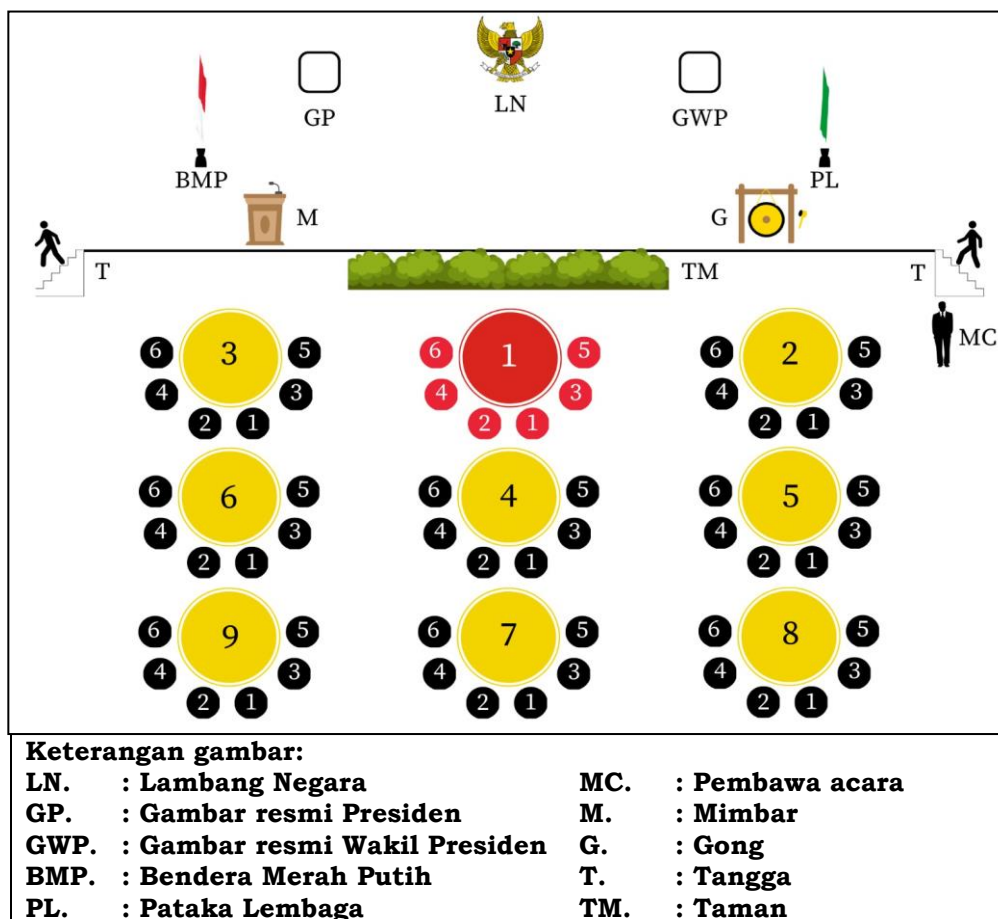 LN
GP
GWP
BMP
PL
M
G
T
TM
T
MC
3
6
5
4
3
2
1
1
6
5
4
3
2
1
2
6
5
4
3
2
1
6
6
5
4
3
2
1
4
6
5
4
3
2
1
5
6
5
4
3
2
1
9
6
5
4
3
2
1
7
6
5
4
3
2
1
8
6
5
4
3
2
1
Keterangan gambar:
LN. : Lambang Negara
GP. : Gambar resmi Presiden
GWP. : Gambar resmi Wakil Presiden
BMP. : Bendera Merah Putih
PL. : Pataka Lembaga
MC. : Pembawa acara
M. : Mimbar
G. : Gong
T. : Tangga
TM. : Taman